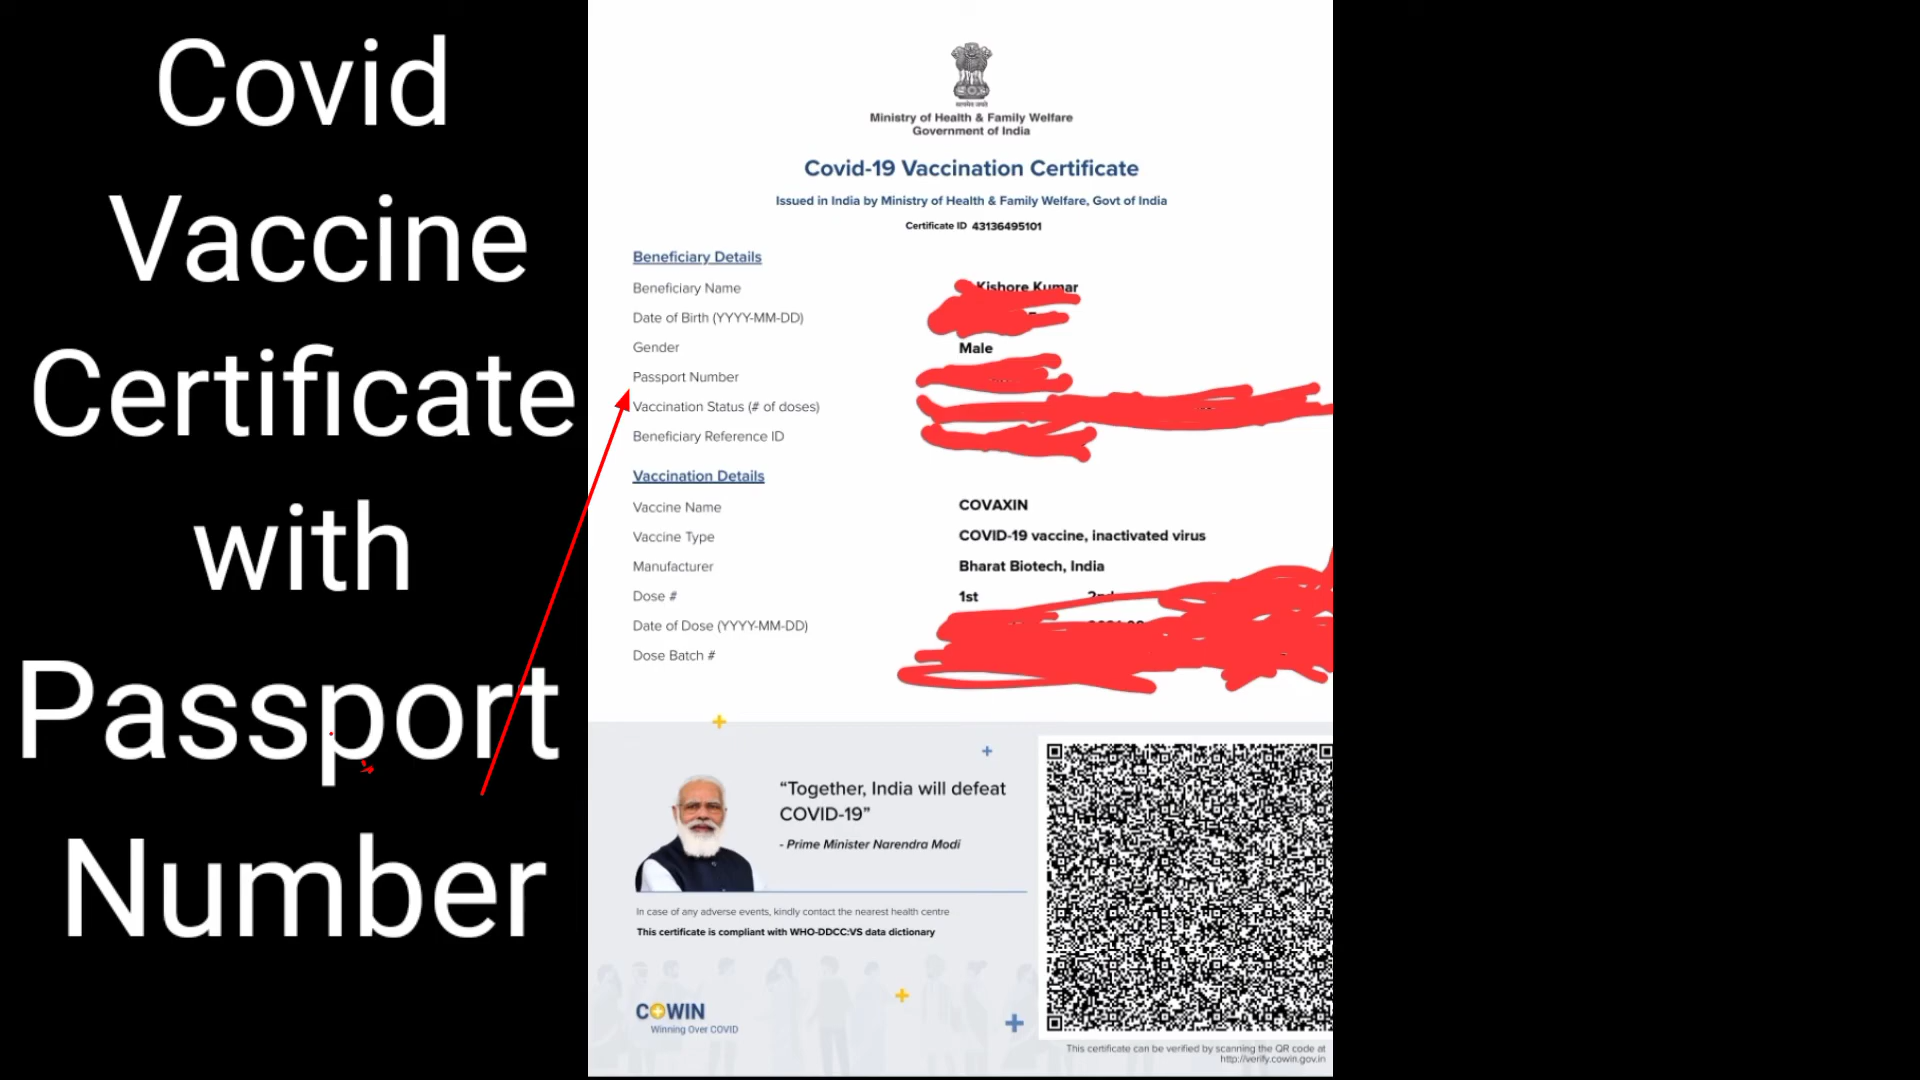 Covid
Vaccine
Certificate
with
Passport
Number
Ministry of Health & Family Welfare
Government of India
Covid-19 Vaccination Certificate
Issued in India by Ministry of Health & Family Welfare, Govt of India
Certificate ID 43136495101
Beneficiary Details
Beneficiary Name Kishore Kumar
Date of Birth (YYYY-MM-DD)
Gender Male
Passport Number
Vaccination Status (# of doses)
Beneficiary Reference ID
Vaccination Details
Vaccine Name COVAXIN
Vaccine Type COVID-19 vaccine, inactivated virus
Manufacturer Bharat Biotech, India
Dose # 1st 2nd
Date of Dose (YYYY-MM-DD)
Dose Batch #
“Together, India will defeat
COVID-19”
- Prime Minister Narendra Modi
In case of any adverse events, kindly contact the nearest health centre
This certificate is compliant with WHO-DDCC:VS data dictionary
COWIN
Winning Over COVID
This certificate can be verified by scanning the QR code at
http://verify.cowin.gov.in